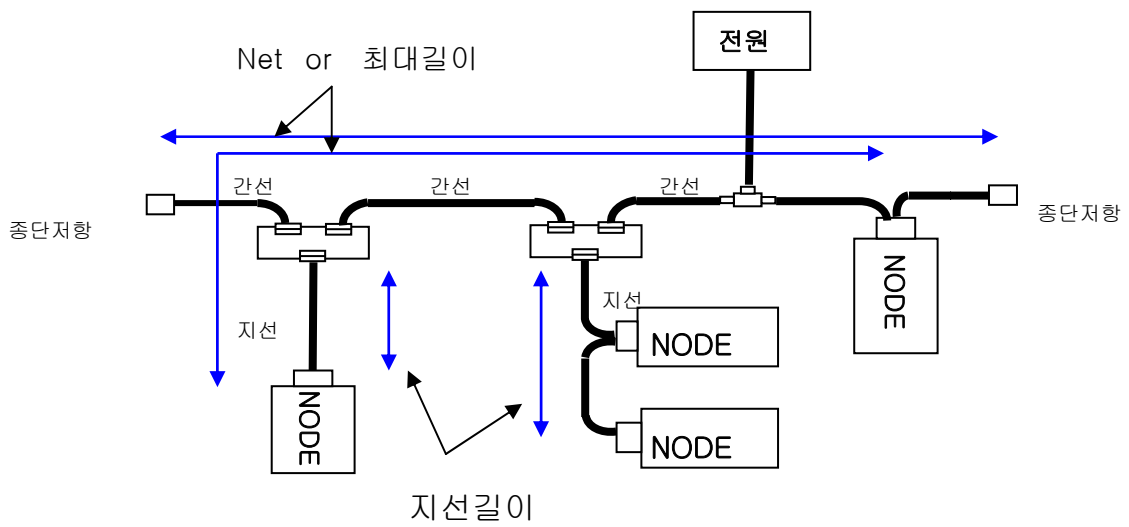 전원
Net or 최대길이
간선
간선
간선
종단저항
종단저항
지선
지선
NODE
NODE
NODE
NODE
지선길이